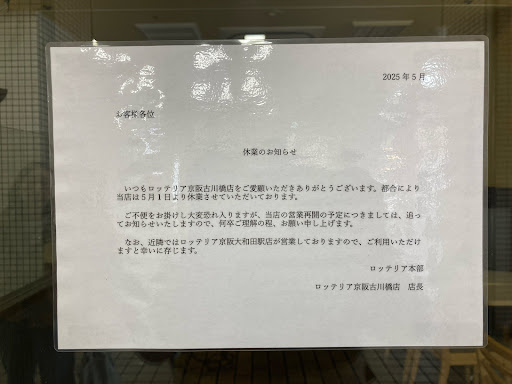 2025年5月
お客様各位
休業のお知らせ
いつもロッテリア京阪古川橋店をご愛顧いただきありがとうございます。都合により
当店は5月1日より休業させていただいております。
ご不便をお掛けし大変恐れ入りますが、当店の営業再開の予定につきましては、追っ
てお知らせいたしますので、何卒ご理解の程、お願い申し上げます。
なお、近隣ではロッテリア京阪大和田駅店が営業しておりますので、ご利用いただけ
ますと幸いに存じます。
ロッテリア本部
ロッテリア京阪古川橋店　店長